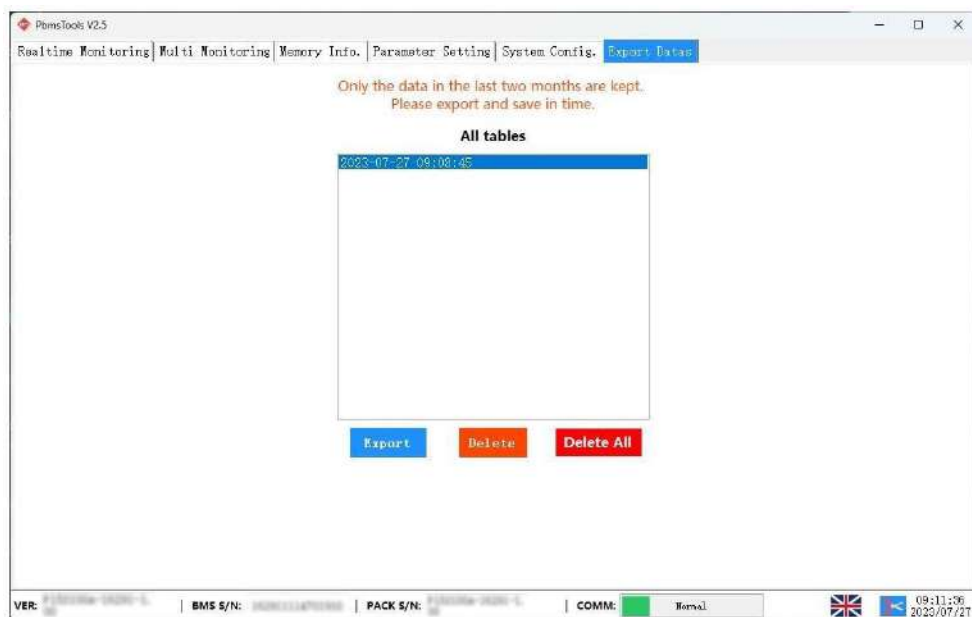 PbmsTools V2.5
Realtime Monitoring Multi Monitoring Memory Info. Parameter Setting System Config. Export Datas
Only the data in the last two months are kept.
Please export and save in time.
All tables
2023-07-27 09:08:45
Export Delete Delete All
VER: BMS S/N: PACK S/N: COMM: Normal 09:11:36
2023/07/27